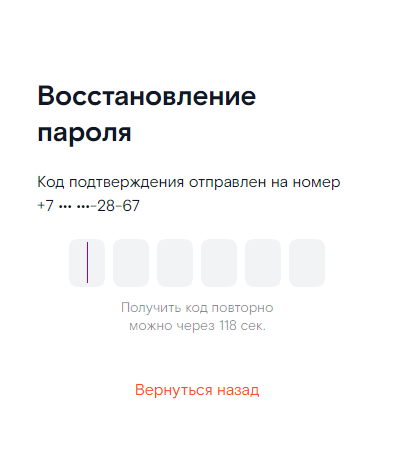 Восстановление
пароля
Код подтверждения отправлен на номер
+7 ••• •••-28-67
Получить код повторно
можно через 118 сек.
Вернуться назад